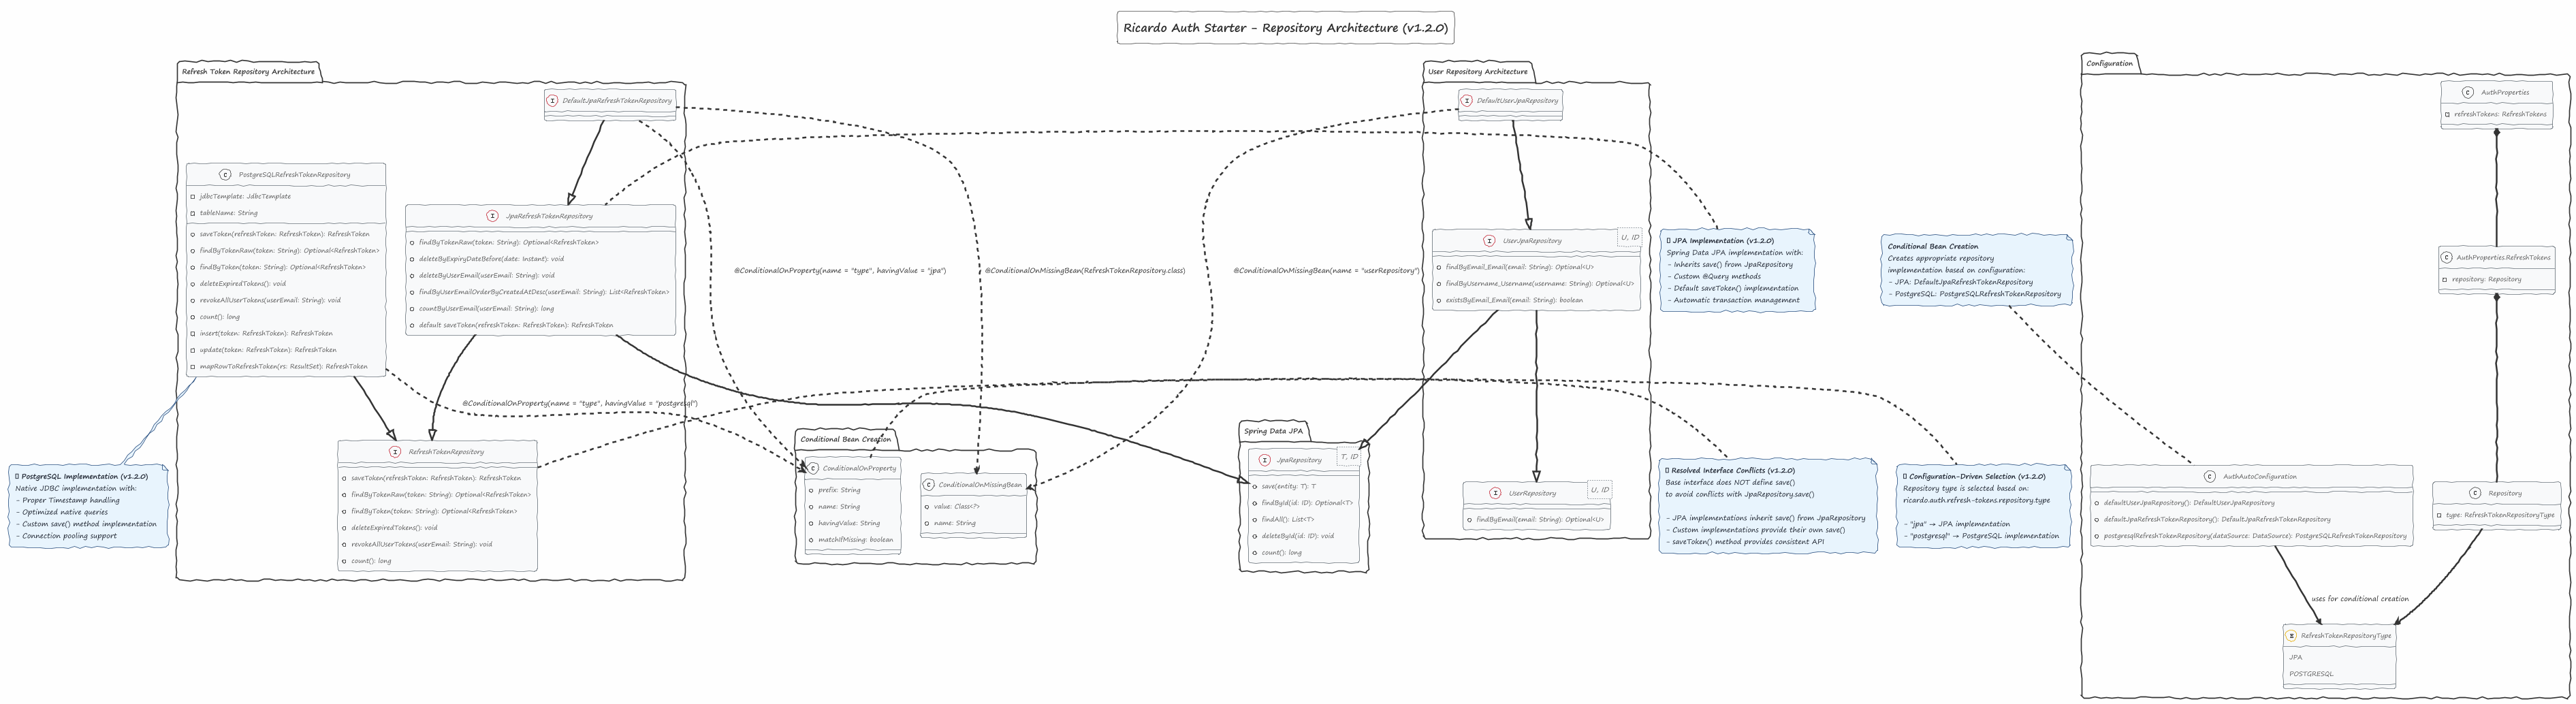 Ricardo Auth Starter - Repository Architecture (v1.2.0)
Refresh Token Repository Architecture
I DefaultJpaRefreshTokenRepository
C PostgreSQLRefreshTokenRepository
jdbcTemplate: JdbcTemplate
tableName: String
saveToken(refreshToken: RefreshToken): RefreshToken
findByTokenRaw(token: String): Optional<RefreshToken>
findByToken(token: String): Optional<RefreshToken>
deleteExpiredTokens(): void
revokeAllUserTokens(userEmail: String): void
count(): long
insert(token: RefreshToken): RefreshToken
update(token: RefreshToken): RefreshToken
mapRowToRefreshToken(rs: ResultSet): RefreshToken
I JpaRefreshTokenRepository
findByTokenRaw(token: String): Optional<RefreshToken>
deleteByExpiryDateBefore(date: Instant): void
deleteByUserEmail(userEmail: String): void
findByUserEmailOrderByCreatedAtDesc(userEmail: String): List<RefreshToken>
countByUserEmail(userEmail: String): long
default saveToken(refreshToken: RefreshToken): RefreshToken
I RefreshTokenRepository
saveToken(refreshToken: RefreshToken): RefreshToken
findByTokenRaw(token: String): Optional<RefreshToken>
findByToken(token: String): Optional<RefreshToken>
deleteExpiredTokens(): void
revokeAllUserTokens(userEmail: String): void
count(): long
PostgreSQL Implementation (v1.2.0)
Native JDBC implementation with:
- Proper Timestamp handling
- Optimized native queries
- Custom save() method implementation
- Connection pooling support
@ConditionalOnProperty(name = "type", havingValue = "postgresql")
@ConditionalOnProperty(name = "type", havingValue = "jpa")
@ConditionalOnMissingBean(RefreshTokenRepository.class)
@ConditionalOnMissingBean(name = "userRepository")
Conditional Bean Creation
C ConditionalOnProperty
prefix: String
name: String
havingValue: String
matchIfMissing: boolean
C ConditionalOnMissingBean
value: Class<?>
name: String
Spring Data JPA
I JpaRepository
T, ID
save(entity: T): T
findById(id: ID): Optional<T>
findAll(): List<T>
deleteById(id: ID): void
count(): long
User Repository Architecture
I DefaultUserJpaRepository
I UserJpaRepository
U, ID
findByEmail_Email(email: String): Optional<U>
findByUsername_Username(username: String): Optional<U>
existsByEmail_Email(email: String): boolean
I UserRepository
U, ID
findByEmail(email: String): Optional<U>
JPA Implementation (v1.2.0)
Spring Data JPA implementation with:
- Inherits save() from JpaRepository
- Custom @Query methods
- Default saveToken() implementation
- Automatic transaction management
Conditional Bean Creation
Creates appropriate repository
implementation based on configuration:
- JPA: DefaultJpaRefreshTokenRepository
- PostgreSQL: PostgreSQLRefreshTokenRepository
Resolved Interface Conflicts (v1.2.0)
Base interface does NOT define save()
to avoid conflicts with JpaRepository.save()
- JPA implementations inherit save() from JpaRepository
- Custom implementations provide their own save()
- saveToken() method provides consistent API
Configuration-Driven Selection (v1.2.0)
Repository type is selected based on:
ricardo.auth.refresh-tokens.repository.type
- "jpa" → JPA implementation
- "postgresql" → PostgreSQL implementation
Configuration
C AuthProperties
refreshTokens: RefreshTokens
C AuthProperties.RefreshTokens
repository: Repository
C AuthAutoConfiguration
defaultUserJpaRepository(): DefaultUserJpaRepository
defaultJpaRefreshTokenRepository(): DefaultJpaRefreshTokenRepository
postgresqlRefreshTokenRepository(dataSource: DataSource): PostgreSQLRefreshTokenRepository
C Repository
type: RefreshTokenRepositoryType
uses for conditional creation
E RefreshTokenRepositoryType
JPA
POSTGRESQL